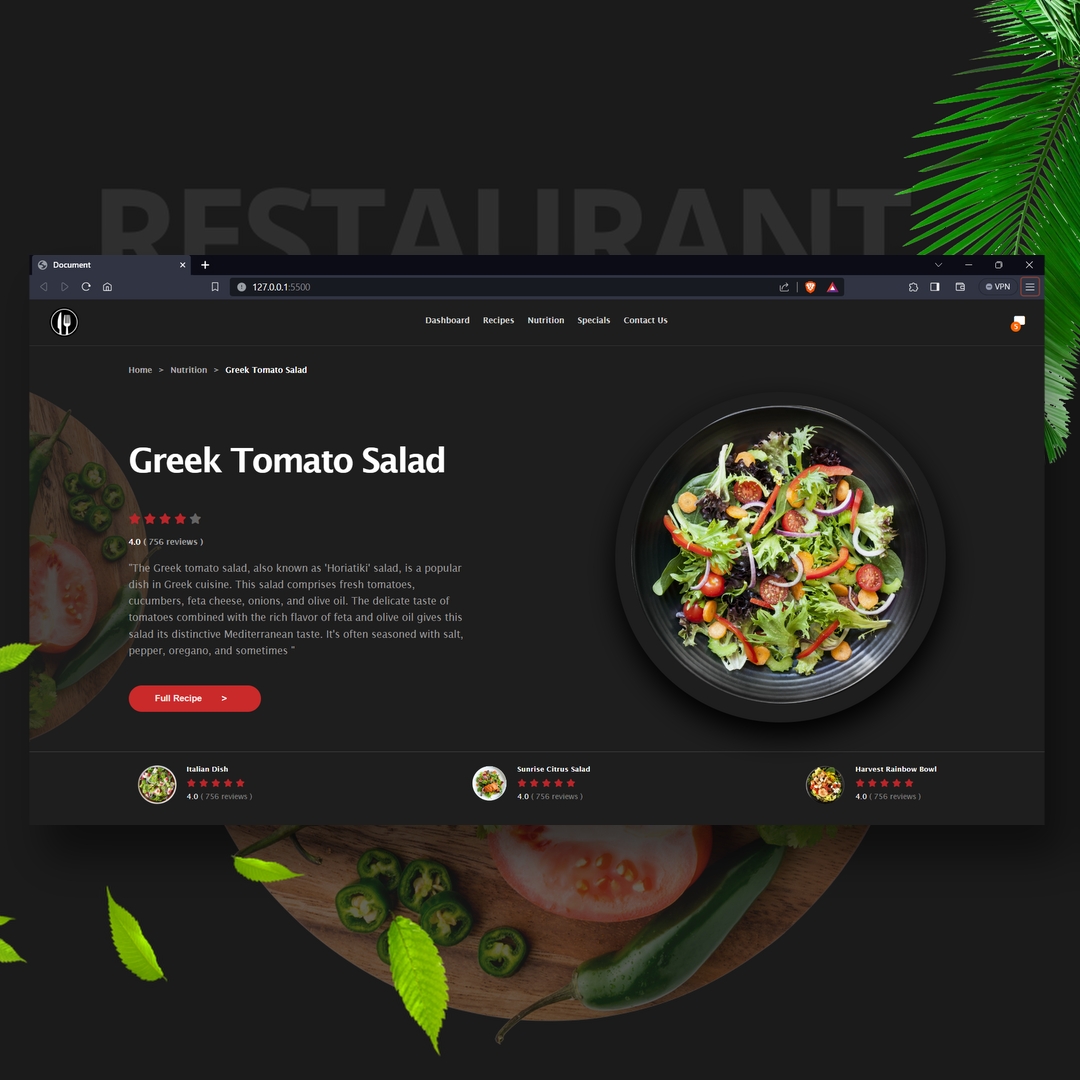 RESTAURANT
Document
127.0.0.1:5500
VPN
Dashboard Recipes Nutrition Specials Contact Us
5
Home > Nutrition > Greek Tomato Salad
Greek Tomato Salad
4.0 ( 756 reviews )
"The Greek tomato salad, also known as 'Horiatiki' salad, is a popular
dish in Greek cuisine. This salad comprises fresh tomatoes,
cucumbers, feta cheese, onions, and olive oil. The delicate taste of
tomatoes combined with the rich flavor of feta and olive oil gives this
salad its distinctive Mediterranean taste. It's often seasoned with salt,
pepper, oregano, and sometimes "
Full Recipe >
Italian Dish
4.0 ( 756 reviews )
Sunrise Citrus Salad
4.0 ( 756 reviews )
Harvest Rainbow Bowl
4.0 ( 756 reviews )